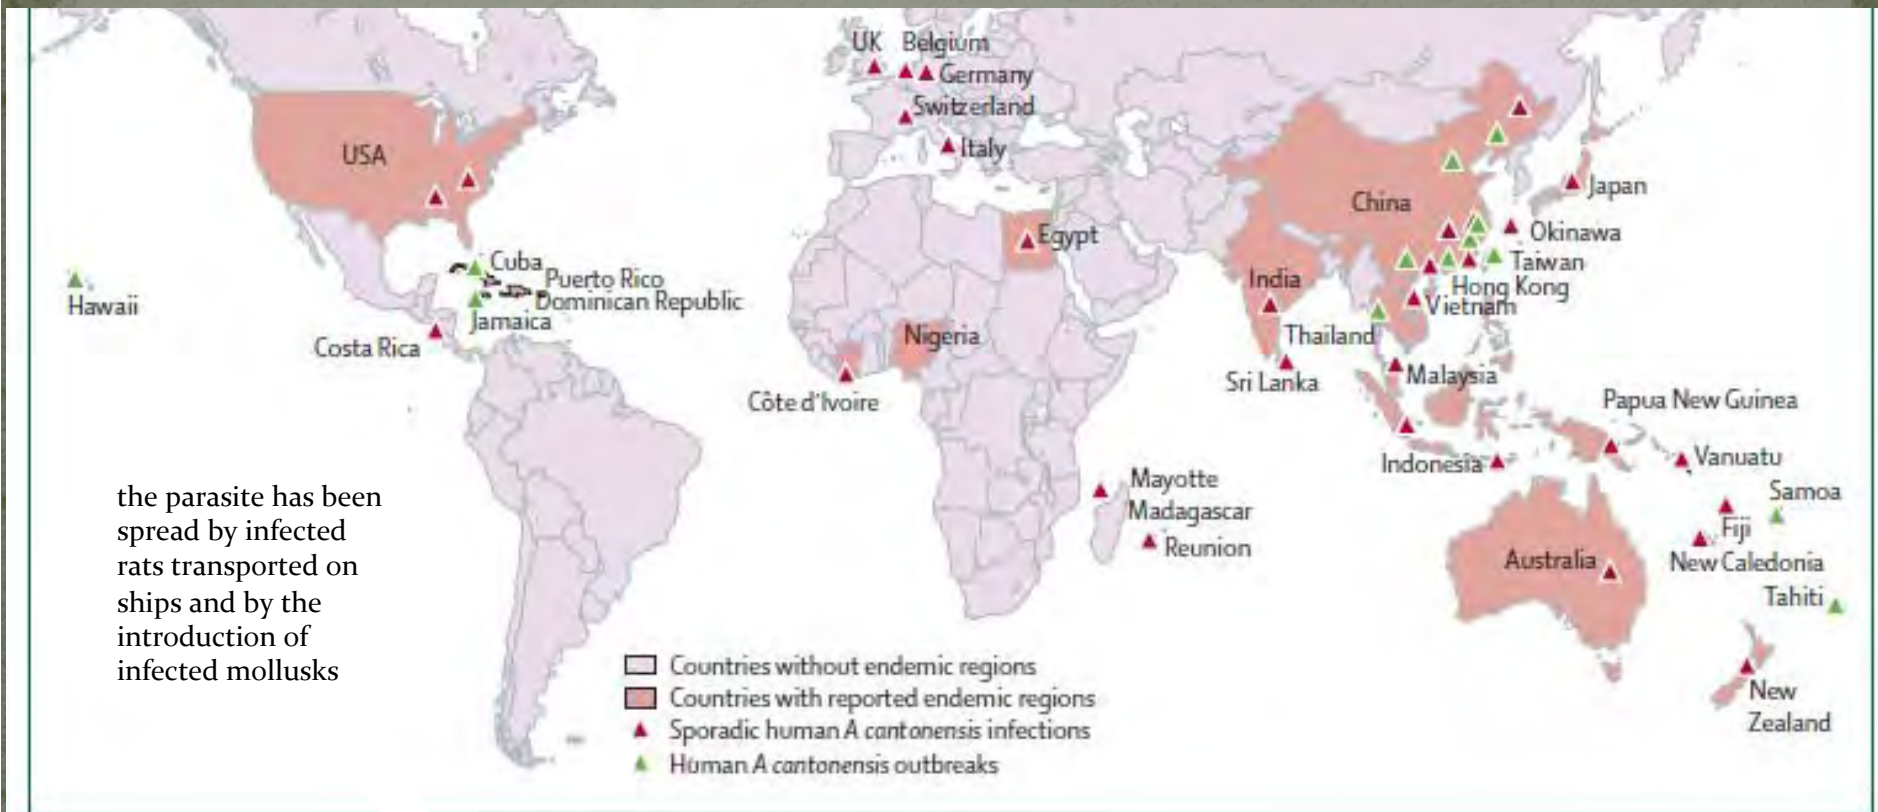 UK Belgium
Germany
Switzerland
Italy
USA
China
Japan
Egypt
Okinawa
Cuba
Taiwan
Puerto Rico
India
Hong Kong
Dominican Republic
Hawaii
Vietnam
Jamaica
Nigeria
Thailand
Costa Rica
Malaysia
Sri Lanka
Côte d'Ivoire
Papua New Guinea
Indonesia
Vanuatu
Mayotte
Samoa
Madagascar
Fiji
Reunion
Australia
New Caledonia
Tahiti
the parasite has been
spread by infected
rats transported on
ships and by the
introduction of
infected mollusks
Countries without endemic regions
Countries with reported endemic regions
Sporadic human A cantonensis infections
Human A cantonensis outbreaks
New
Zealand